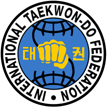 INTERNATIONAL TAEKWON-DO FEDERATION
태 권